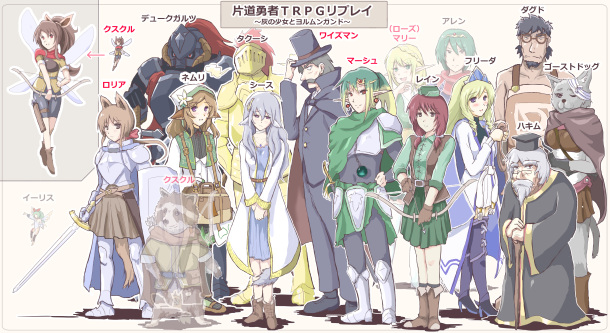 片道勇者TRPGリプレイ
～灰の少女とヨルムンガンド～
クスクル
デュークガルツ
タクーシ
ワイズマン
(ローズ)
マリー
アレン
ダグド
ロリア
ネムリ
シース
マーシュ
レイン
フリーダ
ゴーストドッグ
ハキム
クスクル
イーリス